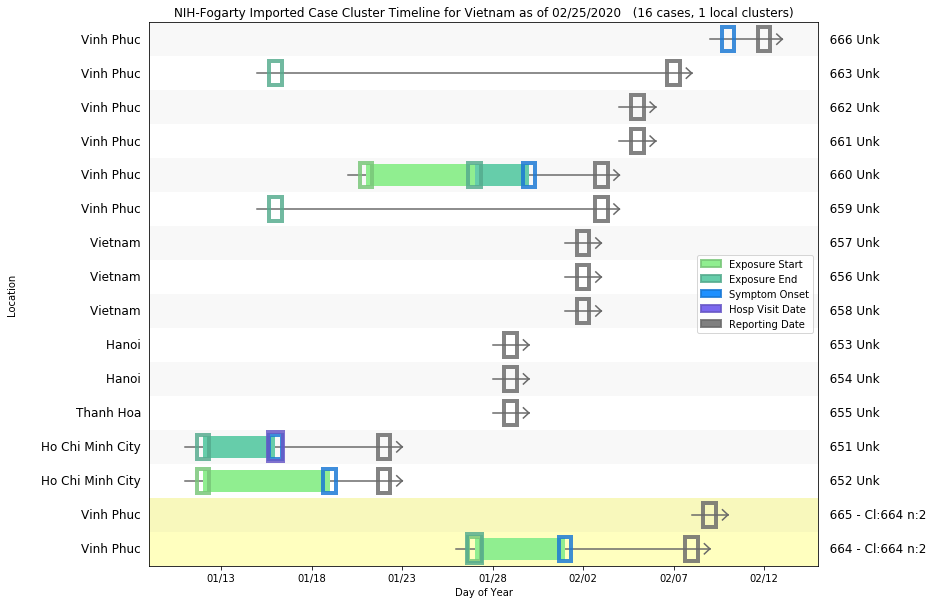 NIH-Fogarty Imported Case Cluster Timeline for Vietnam as of 02/25/2020 (16 cases, 1 local clusters)
Vinh Phuc 666 Unk
Vinh Phuc 663 Unk
Vinh Phuc 662 Unk
Vinh Phuc 661 Unk
Vinh Phuc 660 Unk
Vinh Phuc 659 Unk
Vietnam 657 Unk
Vietnam 656 Unk
Vietnam 658 Unk
Hanoi 653 Unk
Hanoi 654 Unk
Thanh Hoa 655 Unk
Ho Chi Minh City 651 Unk
Ho Chi Minh City 652 Unk
Vinh Phuc 665 - Cl:664 n:2
Vinh Phuc 664 - Cl:664 n:2
Exposure Start
Exposure End
Symptom Onset
Hosp Visit Date
Reporting Date
Location
01/13 01/18 01/23 01/28 02/02 02/07 02/12
Day of Year